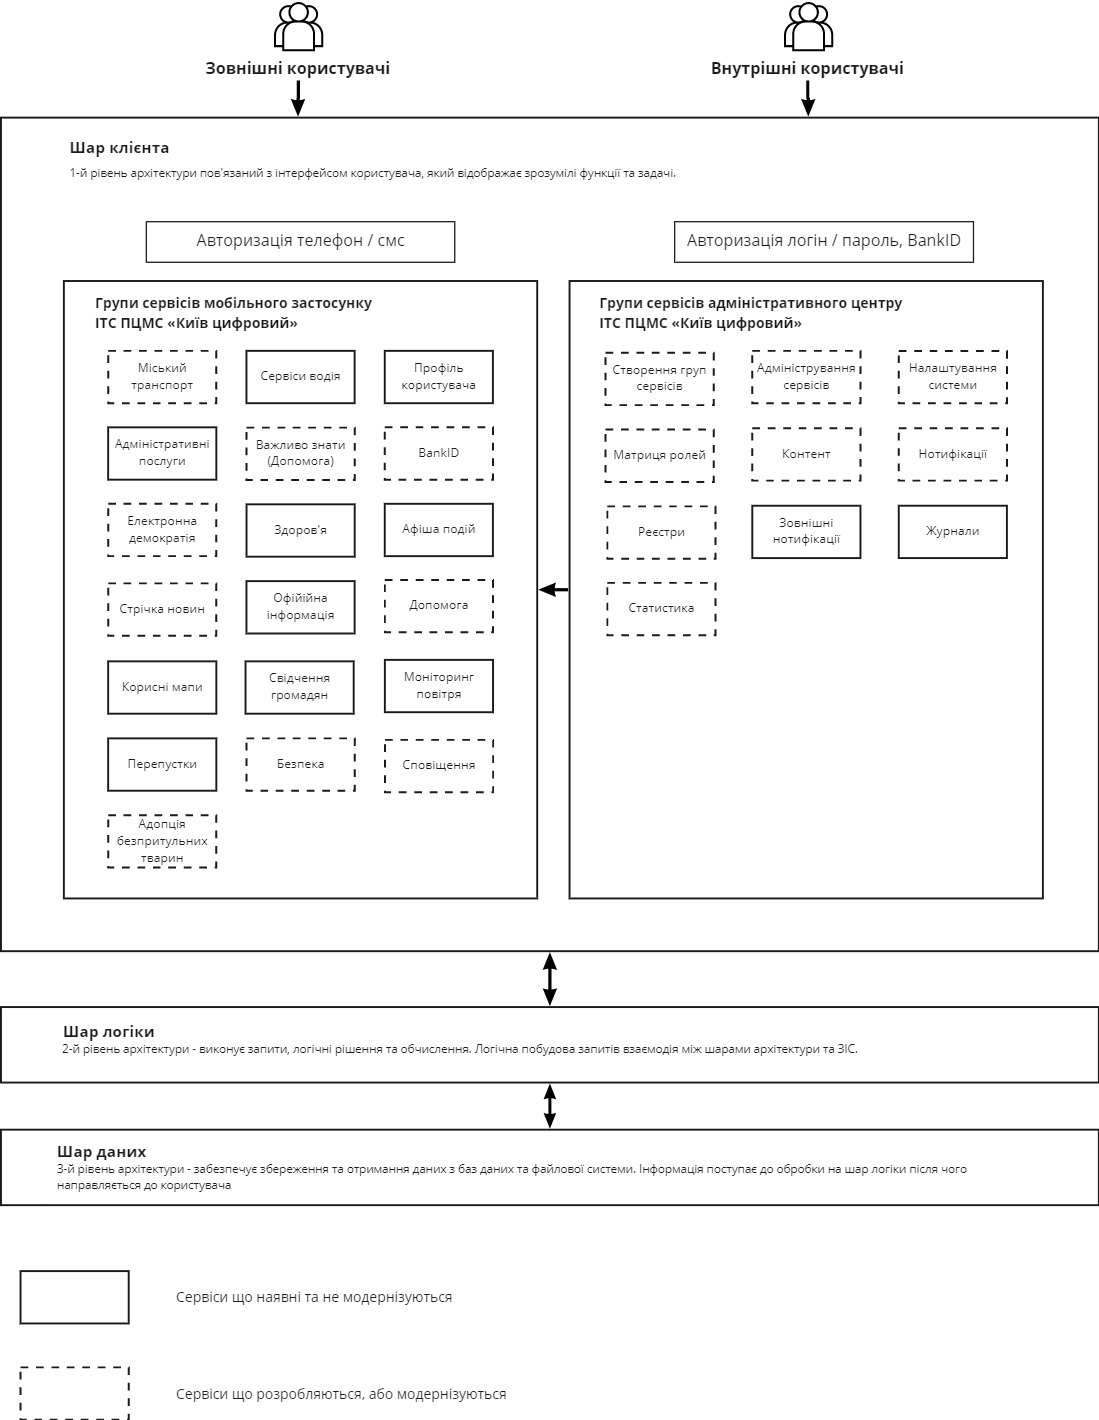 Зовнішні користувачі
Внутрішні користувачі
Шар клієнта
1-й рівень архітектури пов'язаний з інтерфейсом користувача, який відображає зрозумілі функції та задачі.
Авторизація телефон / смс
Авторизація логін / пароль, BankID
Групи сервісів мобільного застосунку
ІТС ПЦМС «Київ цифровий»
Міський
транспорт
Сервіси водія
Профіль
користувача
Адміністративні
послуги
Важливо знати
(Допомога)
BankID
Електронна
демократія
Здоров'я
Афіша подій
Стрічка новин
Офійійна
інформація
Допомога
Корисні мапи
Свідчення
громадян
Моніторинг
повітря
Перепустки
Безпека
Сповіщення
Адопція
безпритульних
тварин
Групи сервісів адміністративного центру
ІТС ПЦМС «Київ цифровий»
Створення груп
сервісів
Адміністрування
сервісів
Налаштування
системи
Матриця ролей
Контент
Нотифікації
Реєстри
Зовнішні
нотифікації
Журнали
Статистика
Шар логіки
2-й рівень архітектури - виконує запити, логічні рішення та обчислення. Логічна побудова запитів взаємодія між шарами архітектури та ЗІС.
Шар даних
3-й рівень архітектури - забезпечує збереження та отримання даних з баз даних та файлової системи. Інформація поступає до обробки на шар логіки після чого
направляється до користувача
Сервіси що наявні та не модернізуються
Сервіси що розробляються, або модернізуються